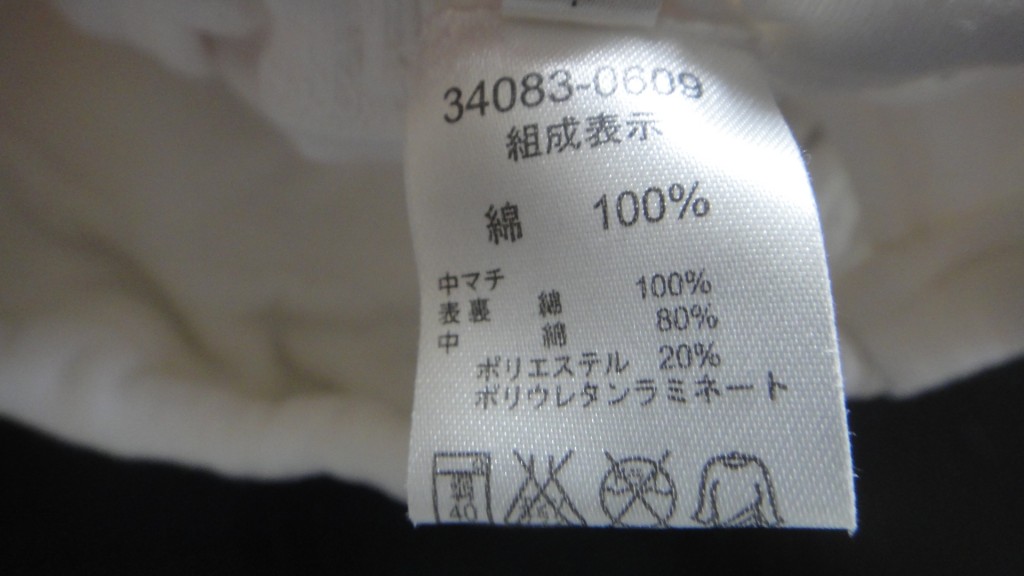 34083-0609
組成表示
綿 100%
中マチ
表裏 綿 100%
中 綿 80%
ポリエステル 20%
ポリウレタンラミネート
40